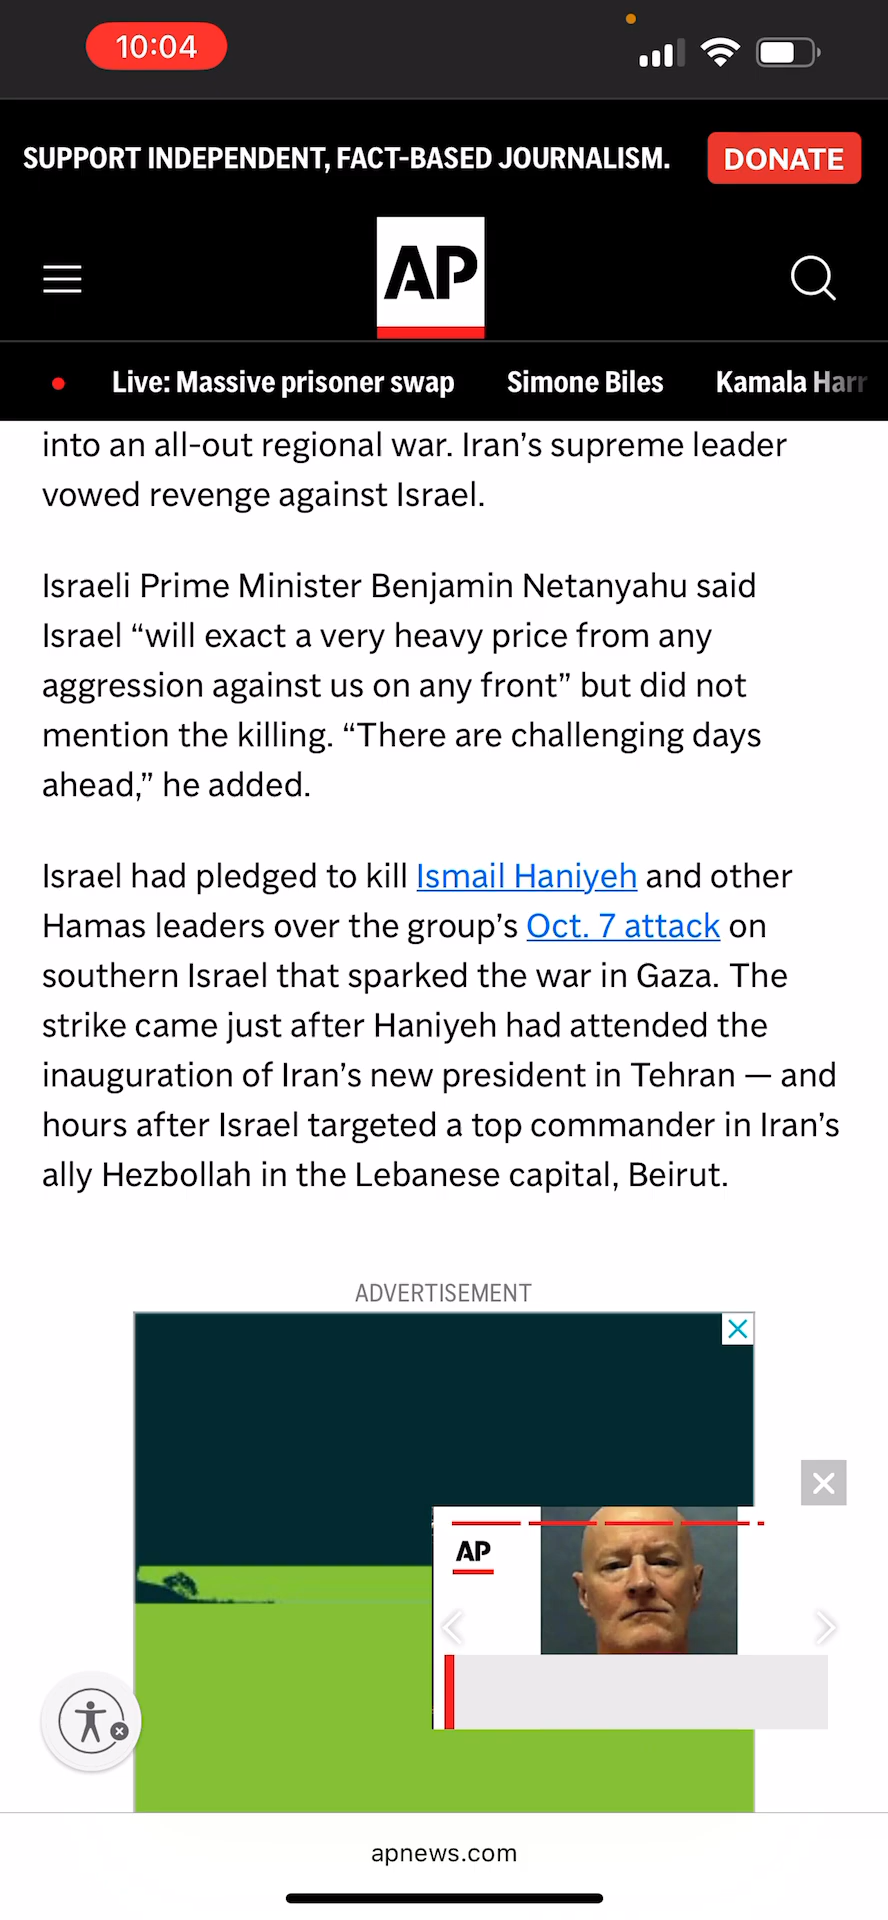 10:04
SUPPORT INDEPENDENT, FACT-BASED JOURNALISM.
DONATE
AP
Live: Massive prisoner swap
Simone Biles
Kamala Harr
into an all-out regional war. Iran’s supreme leader
vowed revenge against Israel.
Israeli Prime Minister Benjamin Netanyahu said
Israel “will exact a very heavy price from any
aggression against us on any front” but did not
mention the killing. “There are challenging days
ahead,” he added.
Israel had pledged to kill Ismail Haniyeh and other
Hamas leaders over the group’s Oct. 7 attack on
southern Israel that sparked the war in Gaza. The
strike came just after Haniyeh had attended the
inauguration of Iran’s new president in Tehran — and
hours after Israel targeted a top commander in Iran’s
ally Hezbollah in the Lebanese capital, Beirut.
ADVERTISEMENT
AP
apnews.com